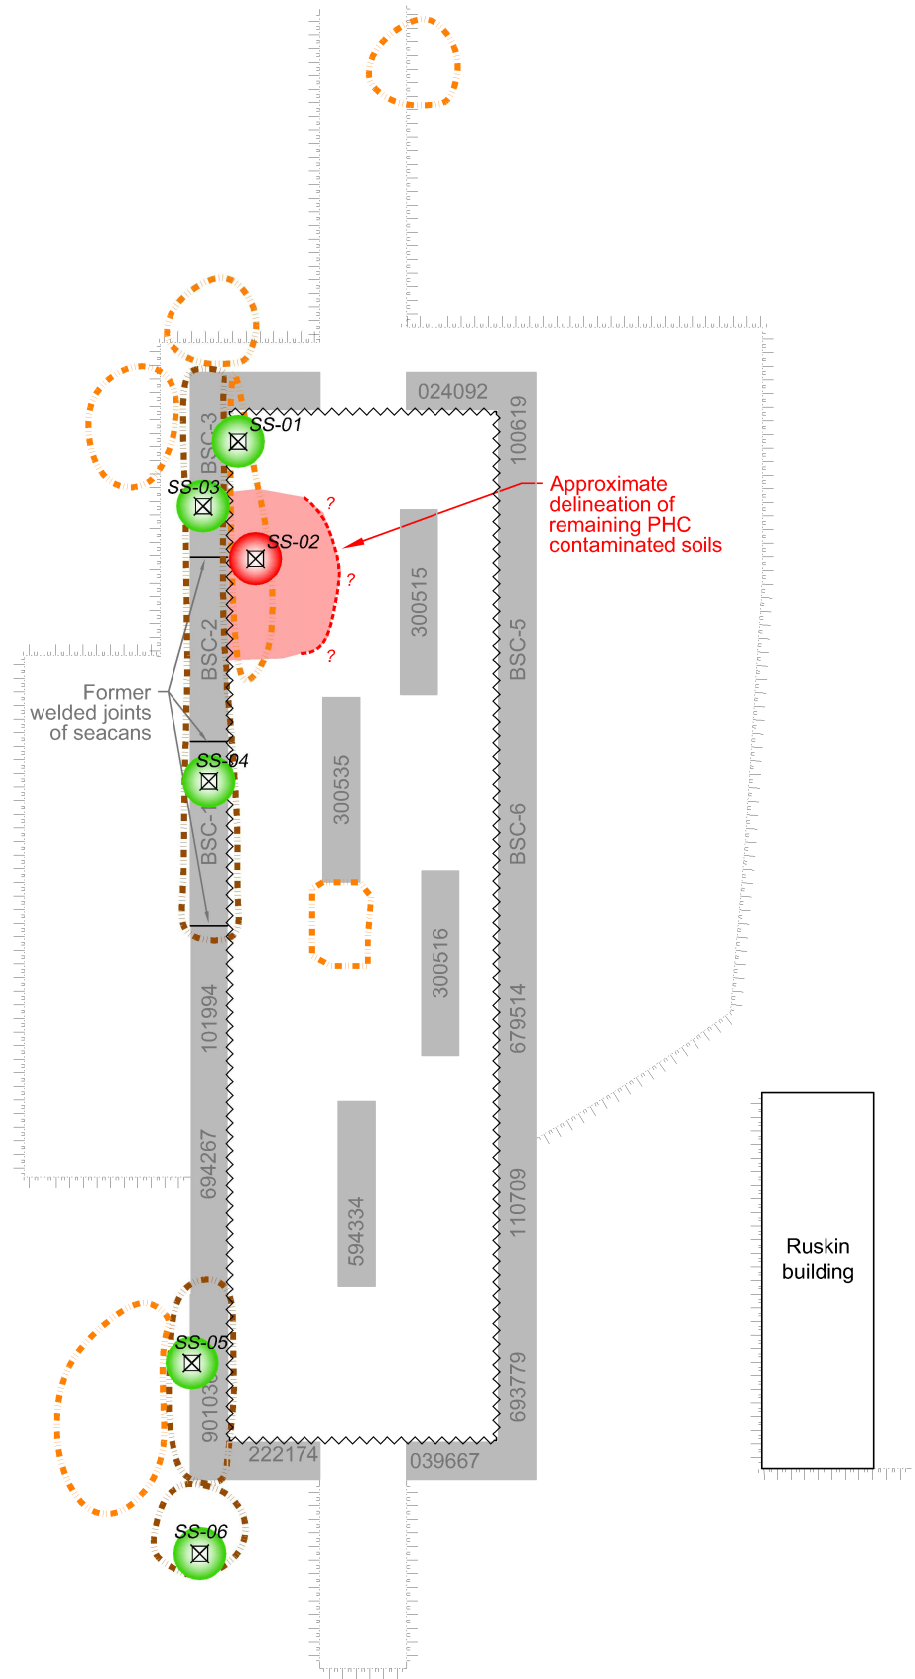 024092
100619
BSC-3
SS-01
SS-03
SS-02
Approximate
delineation of
remaining PHC
contaminated soils
?
?
?
300515
BSC-2
BSC-5
Former
welded joints
of seacans
SS-04
BSC-1
300535
BSC-6
300516
101994
679514
694267
110709
594334
Ruskin
building
SS-05
693779
222174
039667
SS-06